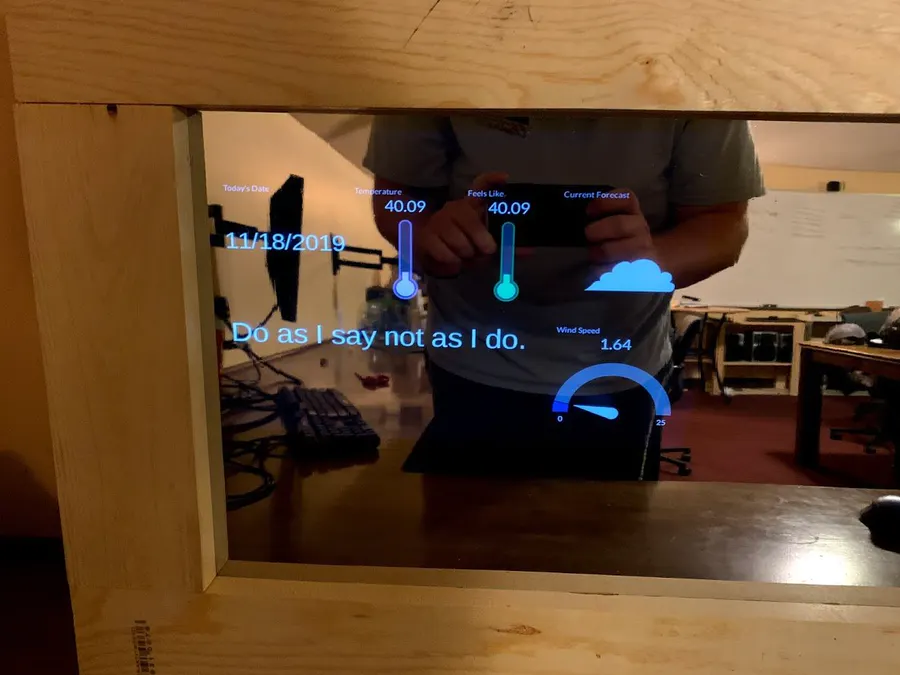 Today's Date
Temperature
Feels Like
Current Forecast
40.09
40.09
11/18/2019
Do as I say not as I do.
Wind Speed
1.64
0
25